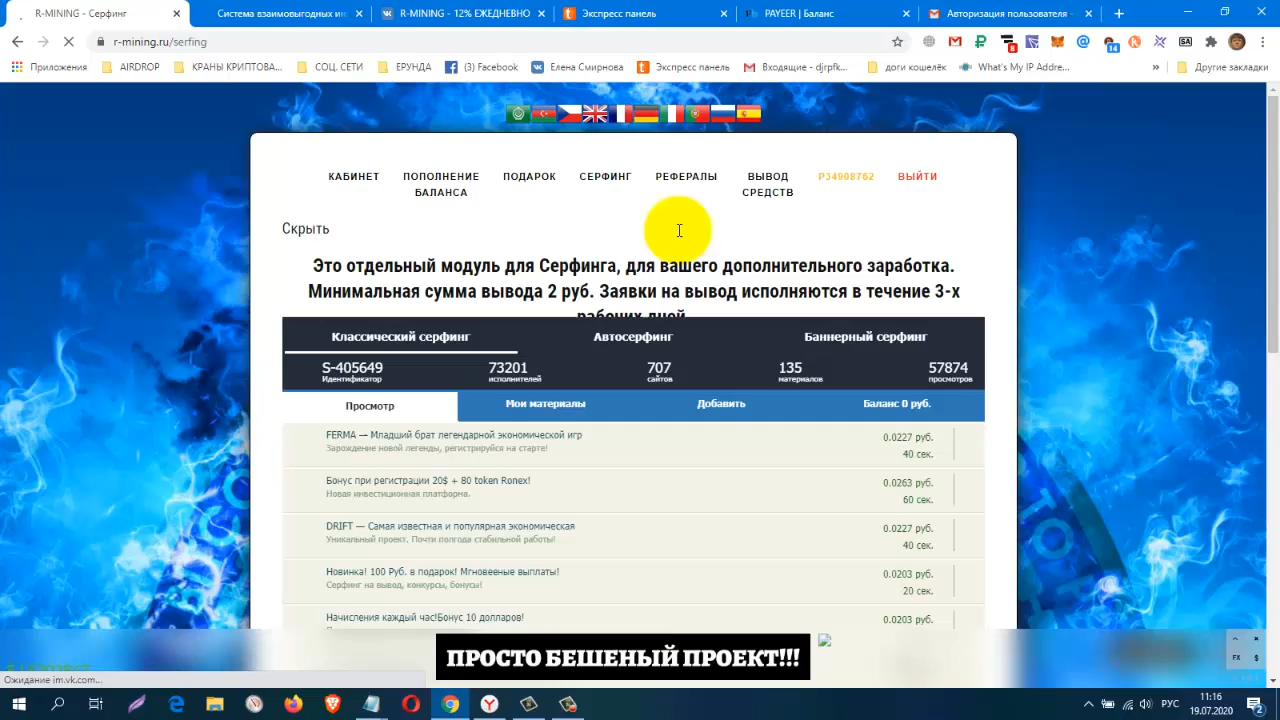 R-MINING - Серфинг
Система взаимовыгодных ин
R-MINING - 12% ЕЖЕДНЕВНО
Экспресс панель
PAYEER | Баланс
Авторизация пользователя -
r-mining.ru/serfing
8
14
Приложения
AIRDROP
КРАНЫ КРИПТОВА...
СОЦ. СЕТИ
ЕРУНДА
(3) Facebook
Елена Смирнова
Экспресс панель
Входящие - djrpfk...
доги кошелёк
What's My IP Addre...
»
Другие закладки
КАБИНЕТ
ПОПОЛНЕНИЕ БАЛАНСА
ПОДАРОК
СЕРФИНГ
РЕФЕРАЛЫ
ВЫВОД СРЕДСТВ
P34908762
ВЫЙТИ
Скрыть
Это отдельный модуль для Серфинга, для вашего дополнительного заработка.
Минимальная сумма вывода 2 руб. Заявки на вывод исполняются в течение 3-х
рабочих дней
Классический серфинг
Автосерфинг
Баннерный серфинг
S-405649
73201
707
135
57874
Идентификатор
исполнителей
сайтов
материалов
просмотров
Просмотр
Мои материалы
Добавить
Баланс 0 руб.
FERMA — Младший брат легендарной экономической игр
0.0227 руб.
Зарождение новой легенды, регистрируйся на старте!
40 сек.
Бонус при регистрации 20$ + 80 token Ronex!
0.0263 руб.
Новая инвестиционная платформа.
60 сек.
DRIFT — Самая известная и популярная экономическая
0.0227 руб.
Уникальный проект. Почти полгода стабильной работы!
40 сек.
Новинка! 100 Руб. в подарок! Мгновееные выплаты!
0.0203 руб.
Серфинг на вывод, конкурсы, бонусы!
20 сек.
Начисления каждый час!Бонус 10 долларов!
0.0203 руб.
ПРОСТО БЕШЕНЫЙ ПРОЕКТ!!!
FX $
Ожидание im.vk.com...
РУС
11:16
19.07.2020
2